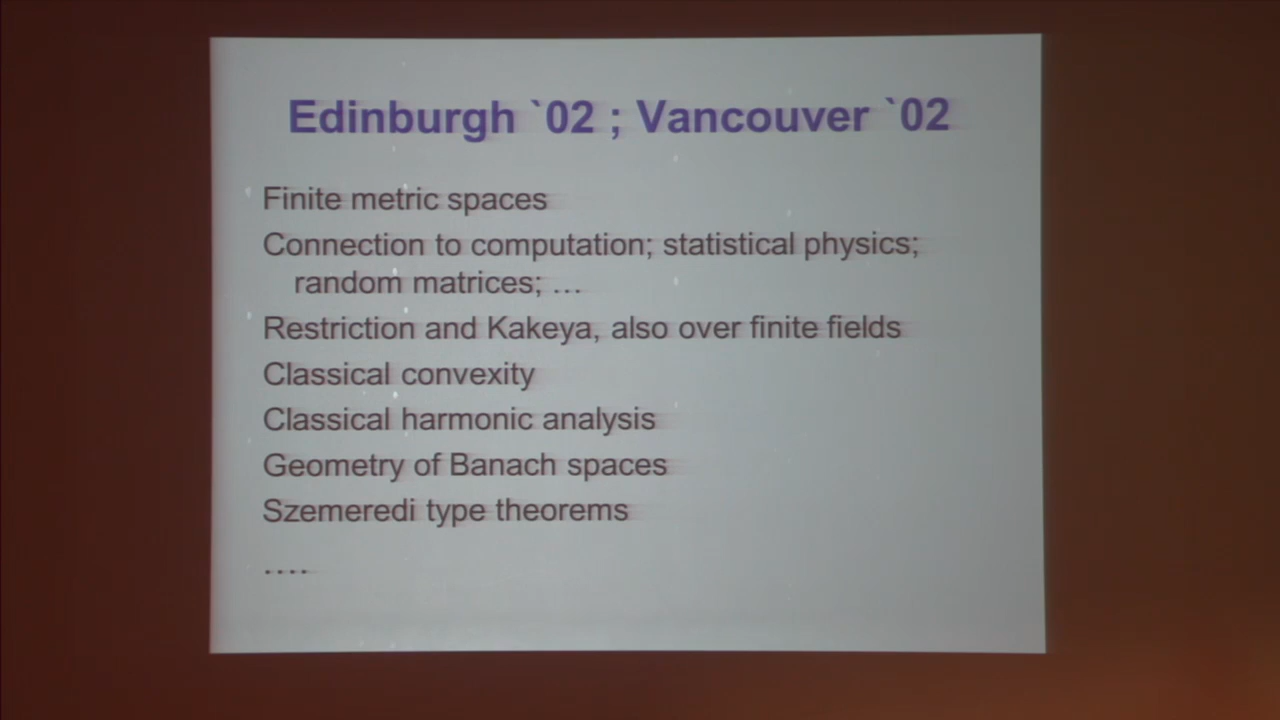 Edinburgh `02 ; Vancouver `02
Finite metric spaces
Connection to computation; statistical physics;
random matrices; …
Restriction and Kakeya, also over finite fields
Classical convexity
Classical harmonic analysis
Geometry of Banach spaces
Szemeredi type theorems
….